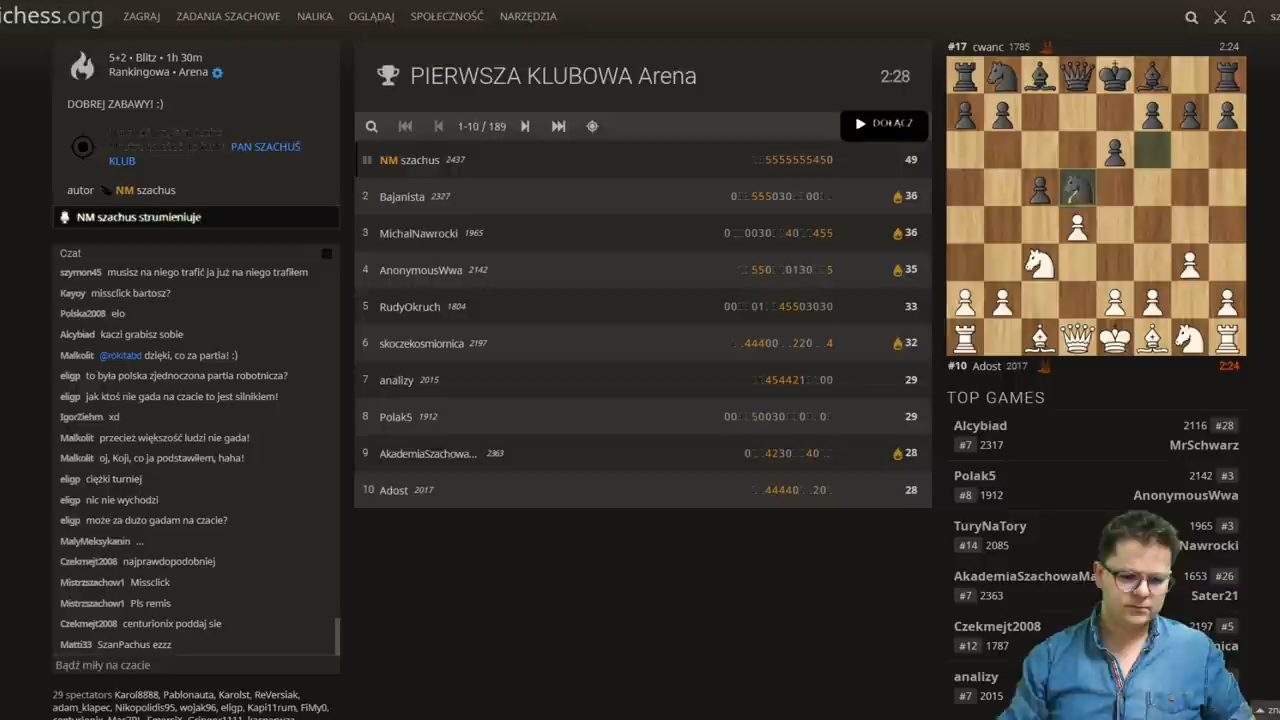 ichess.org
ZAGRAJ
ZADANIA SZACHOWE
NAUKA
OGLĄDAJ
SPOŁECZNOŚĆ
NARZĘDZIA
5+2 • Blitz • 1h 30m
Rankingowa • Arena
DOBREJ ZABAWY! :)
PAN SZACHUŚ
KLUB
autor NM szachus
NM szachus strumieniuje
Czat
szymon45 musisz na niego trafić ja już na niego trafiłem
Kayoy missclick bartosz?
Polska2008 elo
Alcybiad kaczi grabisz sobie
Malkolit @rokitabd dzięki, co za partia! :)
eligp to była polska zjednoczona partia robotnicza?
eligp jak ktoś nie gada na czacie to jest silnikiem!
IgorZiehm xd
Malkolit przecież większość ludzi nie gada!
Malkolit oj, Koji, co ja podstawiłem, haha!
eligp ciężki turniej
eligp nic nie wychodzi
eligp może za dużo gadam na czacie?
MalyMeksykanin ...
Czekmejt2008 najprawdopodobniej
Mistrzszachow1 Missclick
Mistrzszachow1 Pls remis
Czekmejt2008 centurionix poddaj sie
Matti33 SzanPachus ezzz
Bądź miły na czacie
29 spectators Karol8888, Pablonauta, Karolst, ReVersiak,
adam_klapec, Nikopolidis95, wojak96, eligp, Kapi11rum, FiMy0,
PIERWSZA KLUBOWA Arena
2:28
1-10 / 189
DOŁĄCZ
NM szachus 2437 5555555450 49
2 Bajanista 2327 36
3 MichalNawrocki 1965 36
4 AnonymousWwa 2142 35
5 RudyOkruch 1804 33
6 skoczekosmiornica 2197 32
7 analizy 2015 29
8 Polak5 1912 29
9 AkademiaSzachowa... 2363 28
10 Adost 2017 28
#17 cwanc 1785 2:24
#10 Adost 2017 2:24
TOP GAMES
Alcybiad 2116 #28
#7 2317 MrSchwarz
Polak5 2142 #3
#8 1912 AnonymousWwa
TuryNaTory 1965 #3
#14 2085 Nawrocki
AkademiaSzachowaMa 1653 #26
#7 2363 Sater21
Czekmejt2008 2197 #5
#12 1787 nica
analizy
#7 2015